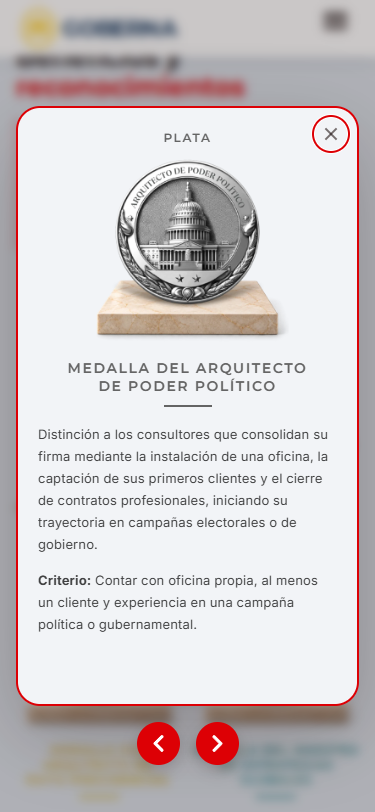 GOBERNA
reconocimientos
PLATA
ARQUITECTO DE PODER POLÍTICO
MEDALLA DEL ARQUITECTO
DE PODER POLÍTICO
Distinción a los consultores que consolidan su
firma mediante la instalación de una oficina, la
captación de sus primeros clientes y el cierre
de contratos profesionales, iniciando su
trayectoria en campañas electorales o de
gobierno.
Criterio: Contar con oficina propia, al menos
un cliente y experiencia en una campaña
política o gubernamental.